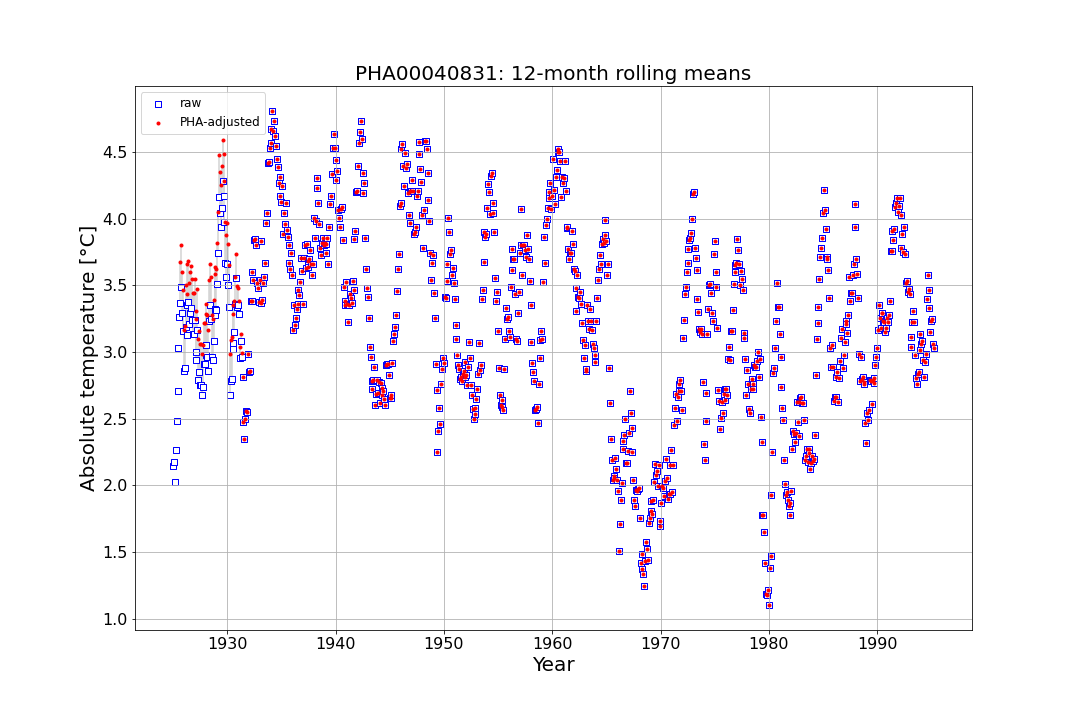 PHA00040831: 12-month rolling means
raw
PHA-adjusted
Absolute temperature [°C]
4.5
4.0
3.5
3.0
2.5
2.0
1.5
1.0
1930 1940 1950 1960 1970 1980 1990
Year